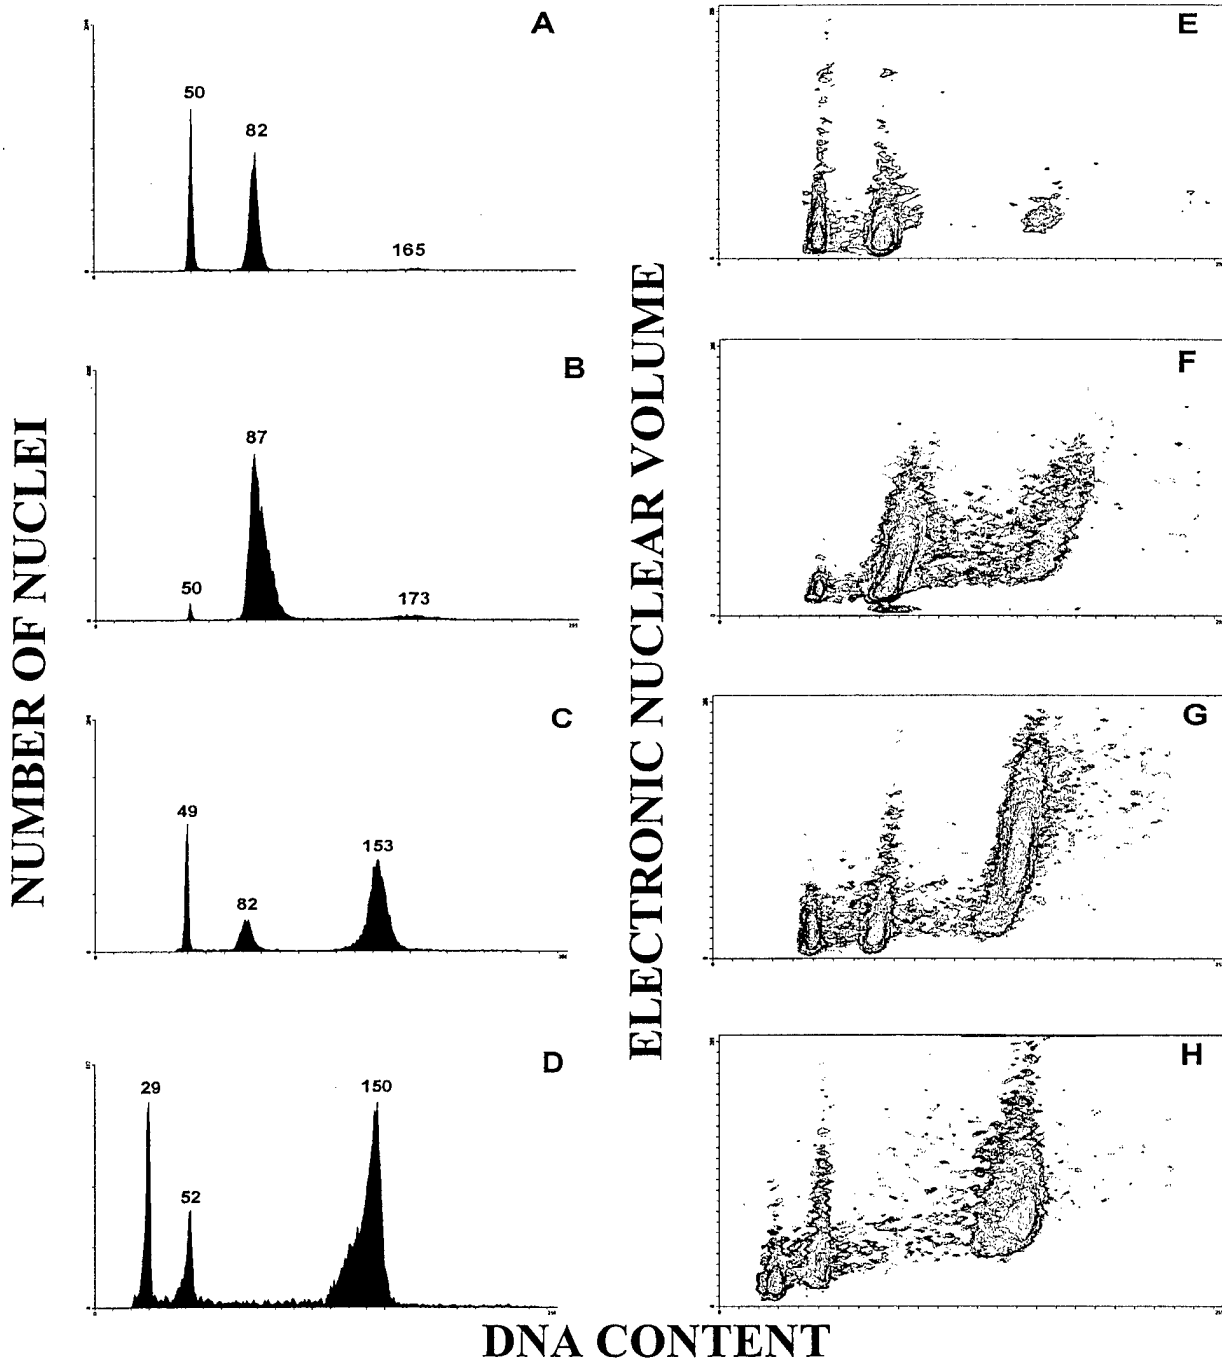 A
50
82
165
B
50
87
173
C
49
82
153
D
29
52
150
NUMBER OF NUCLEI
E
F
G
H
ELECTRONIC NUCLEAR VOLUME
DNA CONTENT